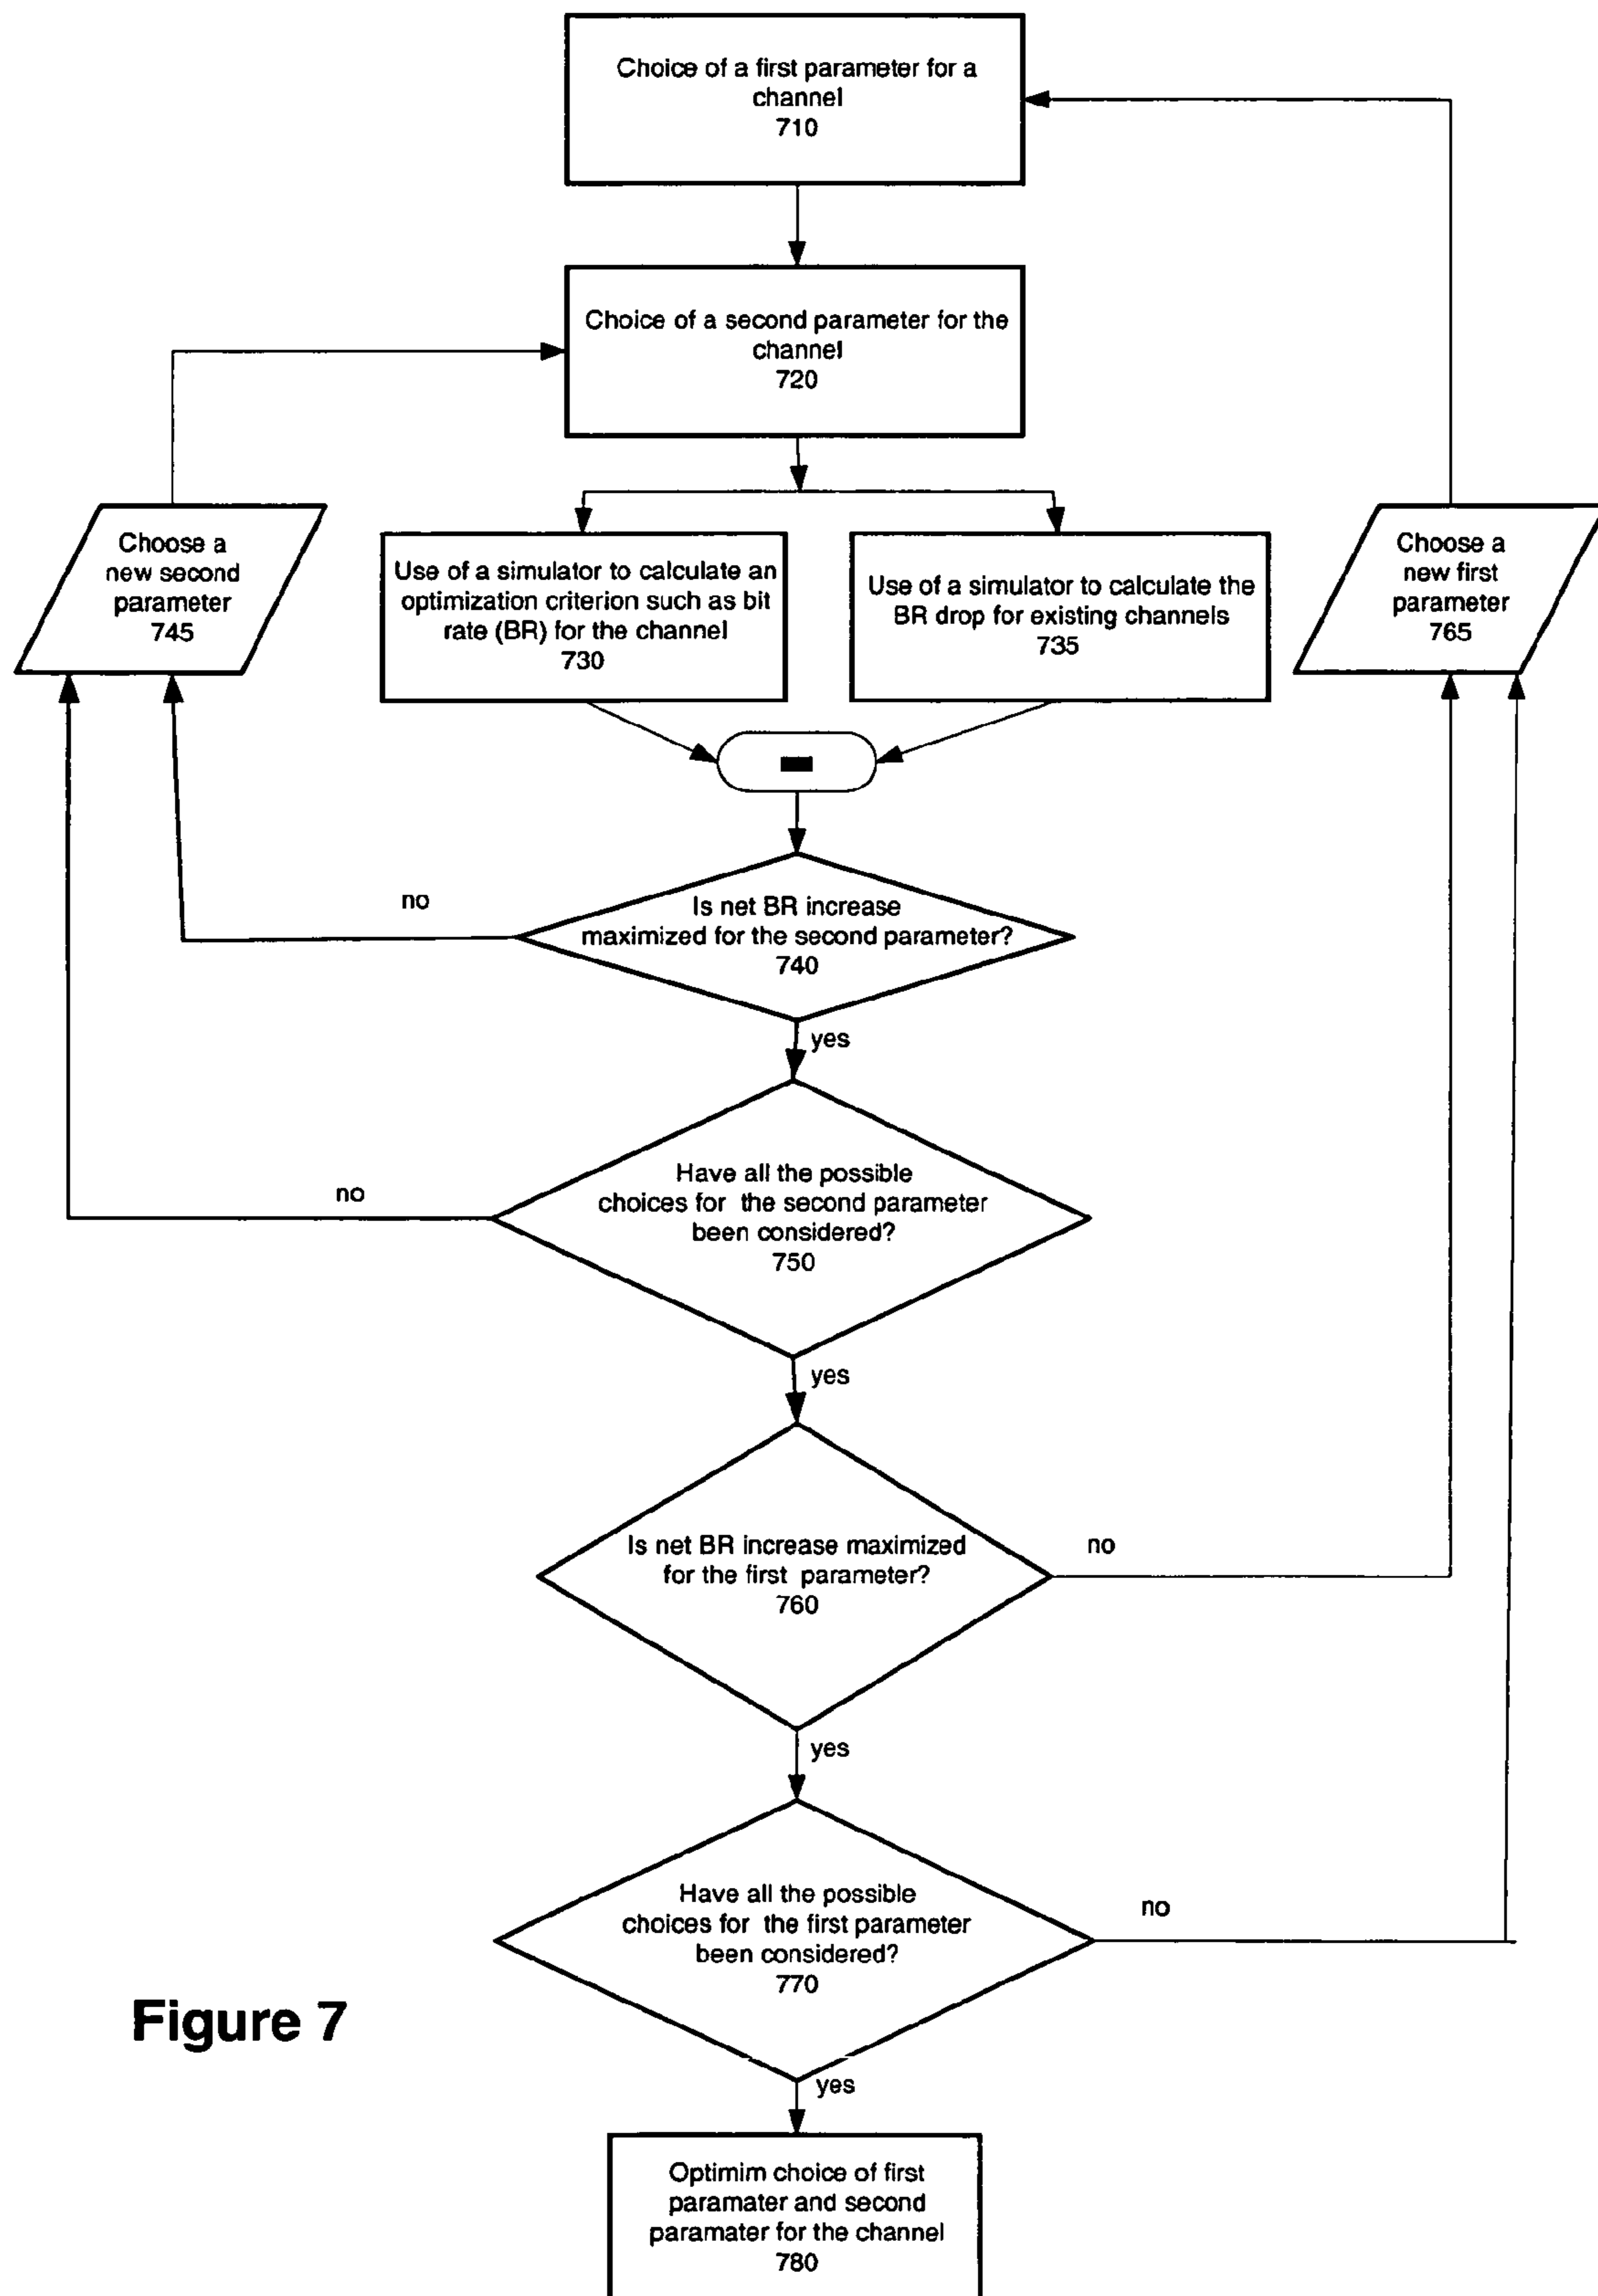 Choice of a first parameter for a
channel
710
Choice of a second parameter for the
channel
720
Choose a
new second
parameter
745
Use of a simulator to calculate an
optimization criterion such as bit
rate (BR) for the channel
730
Use of a simulator to calculate the
BR drop for existing channels
735
Choose a
new first
parameter
765
-
no
Is net BR increase
maximized for the second parameter?
740
yes
no
Have all the possible
choices for the second parameter
been considered?
750
yes
Is net BR increase maximized
for the first parameter?
760
no
yes
Have all the possible
choices for the first parameter
been considered?
770
no
Figure 7
yes
Optimim choice of first
paramater and second
paramater for the channel
780